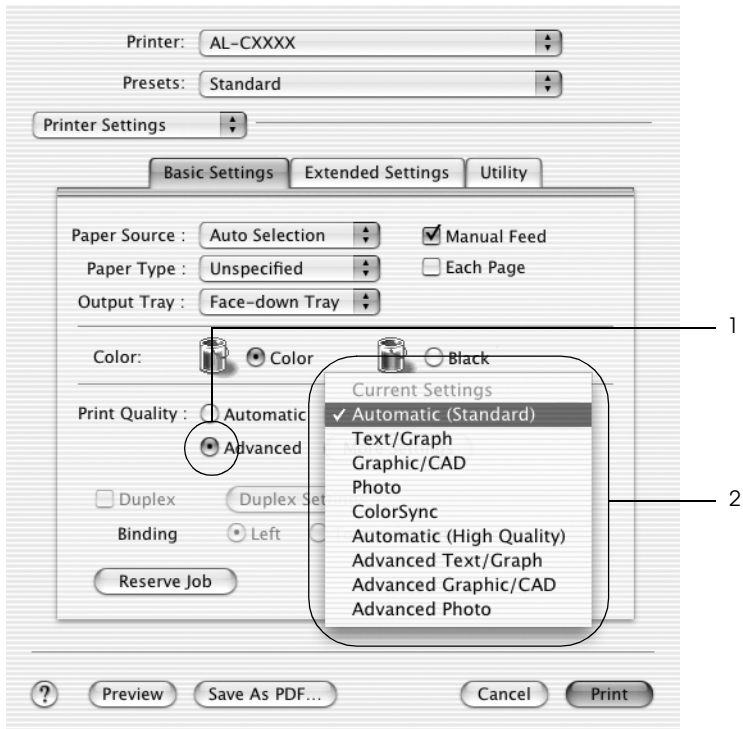 Printer: AL-CXXXX
Presets: Standard
Printer Settings
Basic Settings Extended Settings Utility
Paper Source : Auto Selection ✓ Manual Feed
Paper Type : Unspecified Each Page
Output Tray : Face-down Tray
1
Color: Color Black
Current Settings
Print Quality : Automatic ✓ Automatic (Standard)
Text/Graph
Advanced
Graphic/CAD
Photo
2
Duplex Duplex Set
ColorSync
Binding Left
Automatic (High Quality)
Advanced Text/Graph
Reserve Job
Advanced Graphic/CAD
Advanced Photo
? Preview Save As PDF... Cancel Print